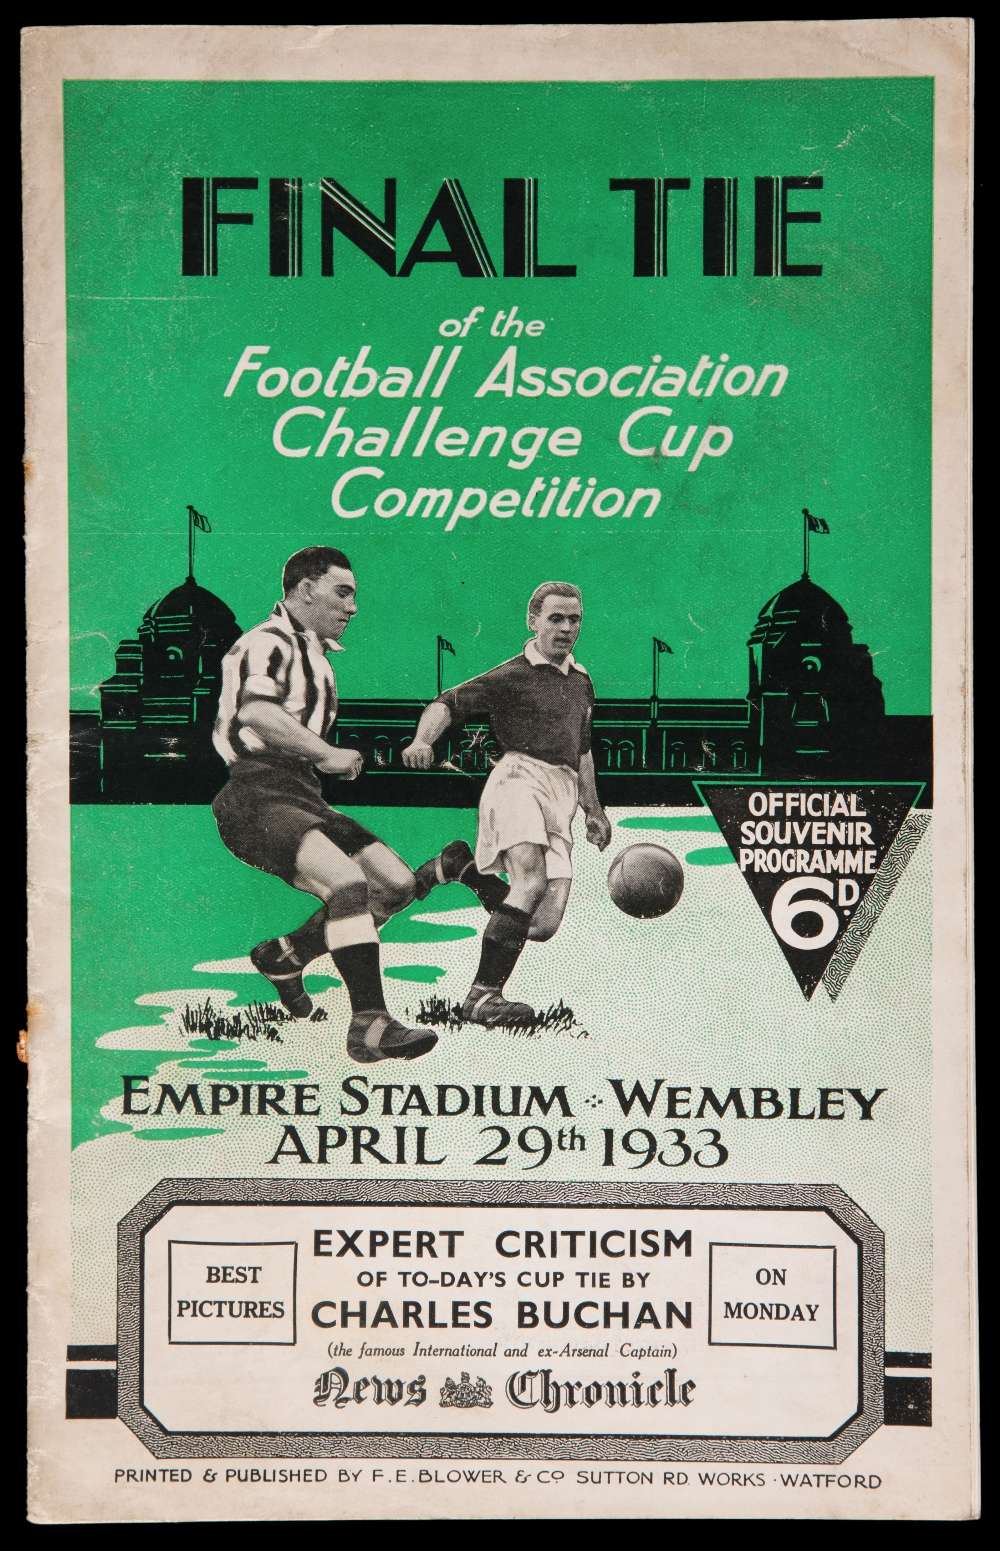 FINAL TIE
of the
Football Association
Challenge Cup
Competition
OFFICIAL
SOUVENIR
PROGRAMME
6D.
EMPIRE STADIUM · WEMBLEY
APRIL 29th 1933
BEST
PICTURES
EXPERT CRITICISM
OF TO-DAY'S CUP TIE BY
CHARLES BUCHAN
(the famous International and ex-Arsenal Captain)
News Chronicle
ON
MONDAY
PRINTED & PUBLISHED BY F. E. BLOWER & CO SUTTON RD. WORKS · WATFORD